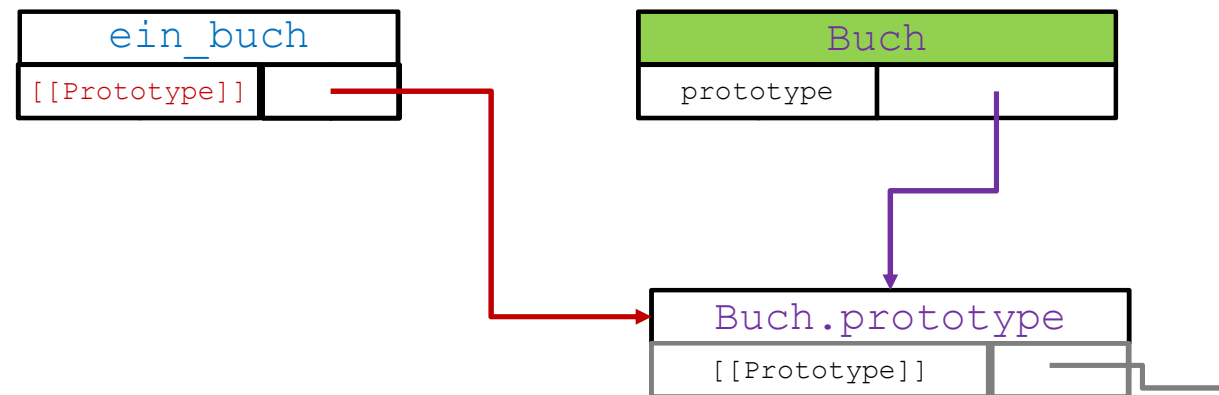 ein_buch
[[Prototype]]
Buch
prototype
Buch.prototype
[[Prototype]]